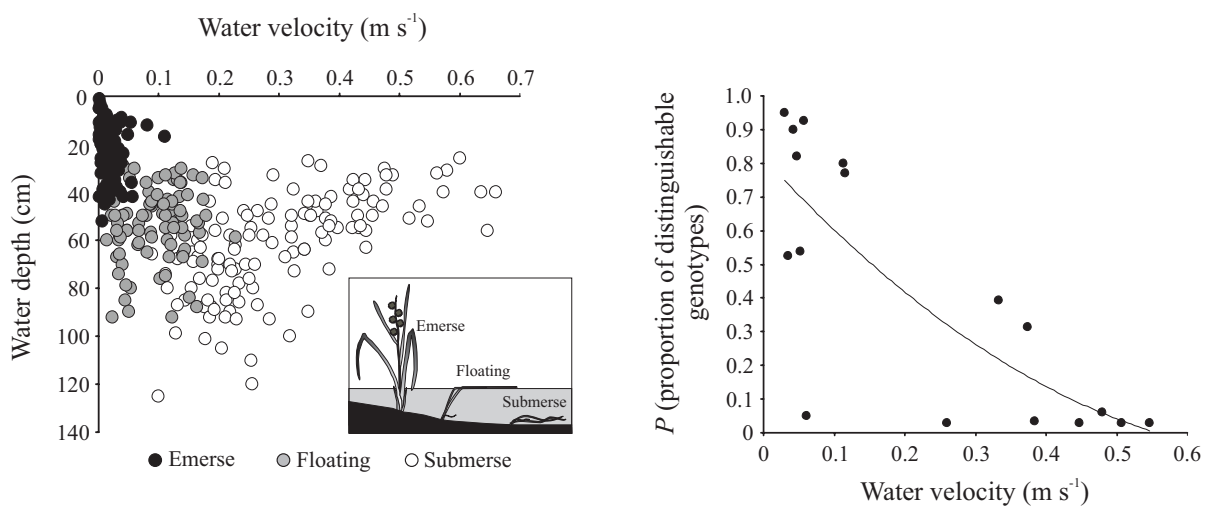 Water velocity (m s⁻¹)
0 0.1 0.2 0.3 0.4 0.5 0.6 0.7
0
20
40
60
80
100
120
140
Water depth (cm)
Emerse
Floating
Submerse
Emerse Floating Submerse
1.0
0.9
0.8
0.7
0.6
0.5
0.4
0.3
0.2
0.1
0
P (proportion of distinguishable
genotypes)
0 0.1 0.2 0.3 0.4 0.5 0.6
Water velocity (m s⁻¹)